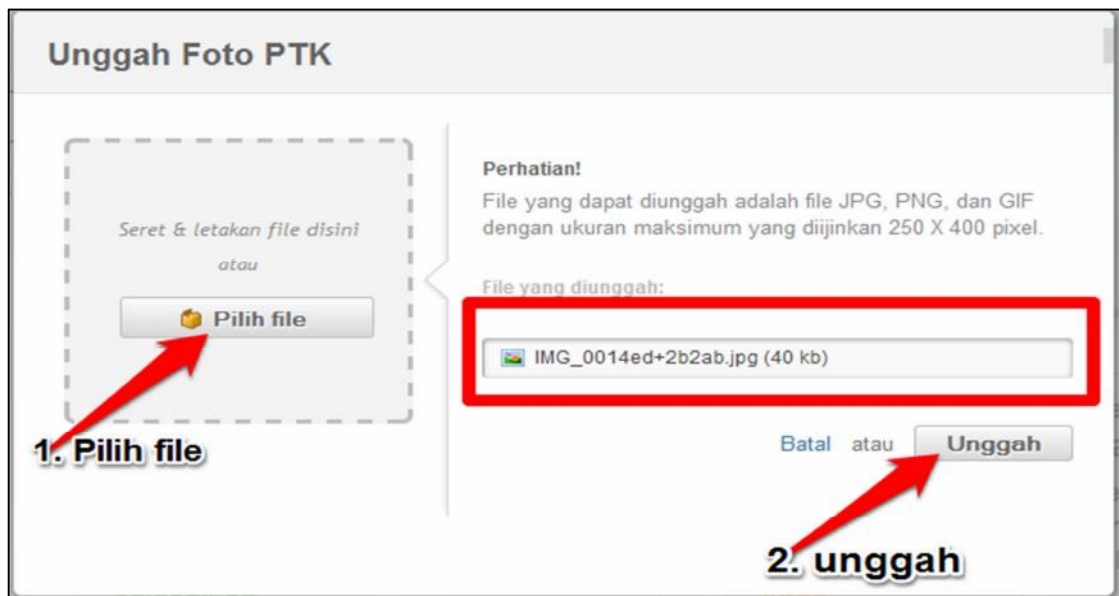 Unggah Foto PTK
Seret & letakan file disini
atau
Pilih file
1. Pilih file
Perhatian!
File yang dapat diunggah adalah file JPG, PNG, dan GIF
dengan ukuran maksimum yang diijinkan 250 X 400 pixel.
File yang diunggah:
IMG_0014ed+2b2ab.jpg (40 kb)
Batal atau Unggah
2. unggah